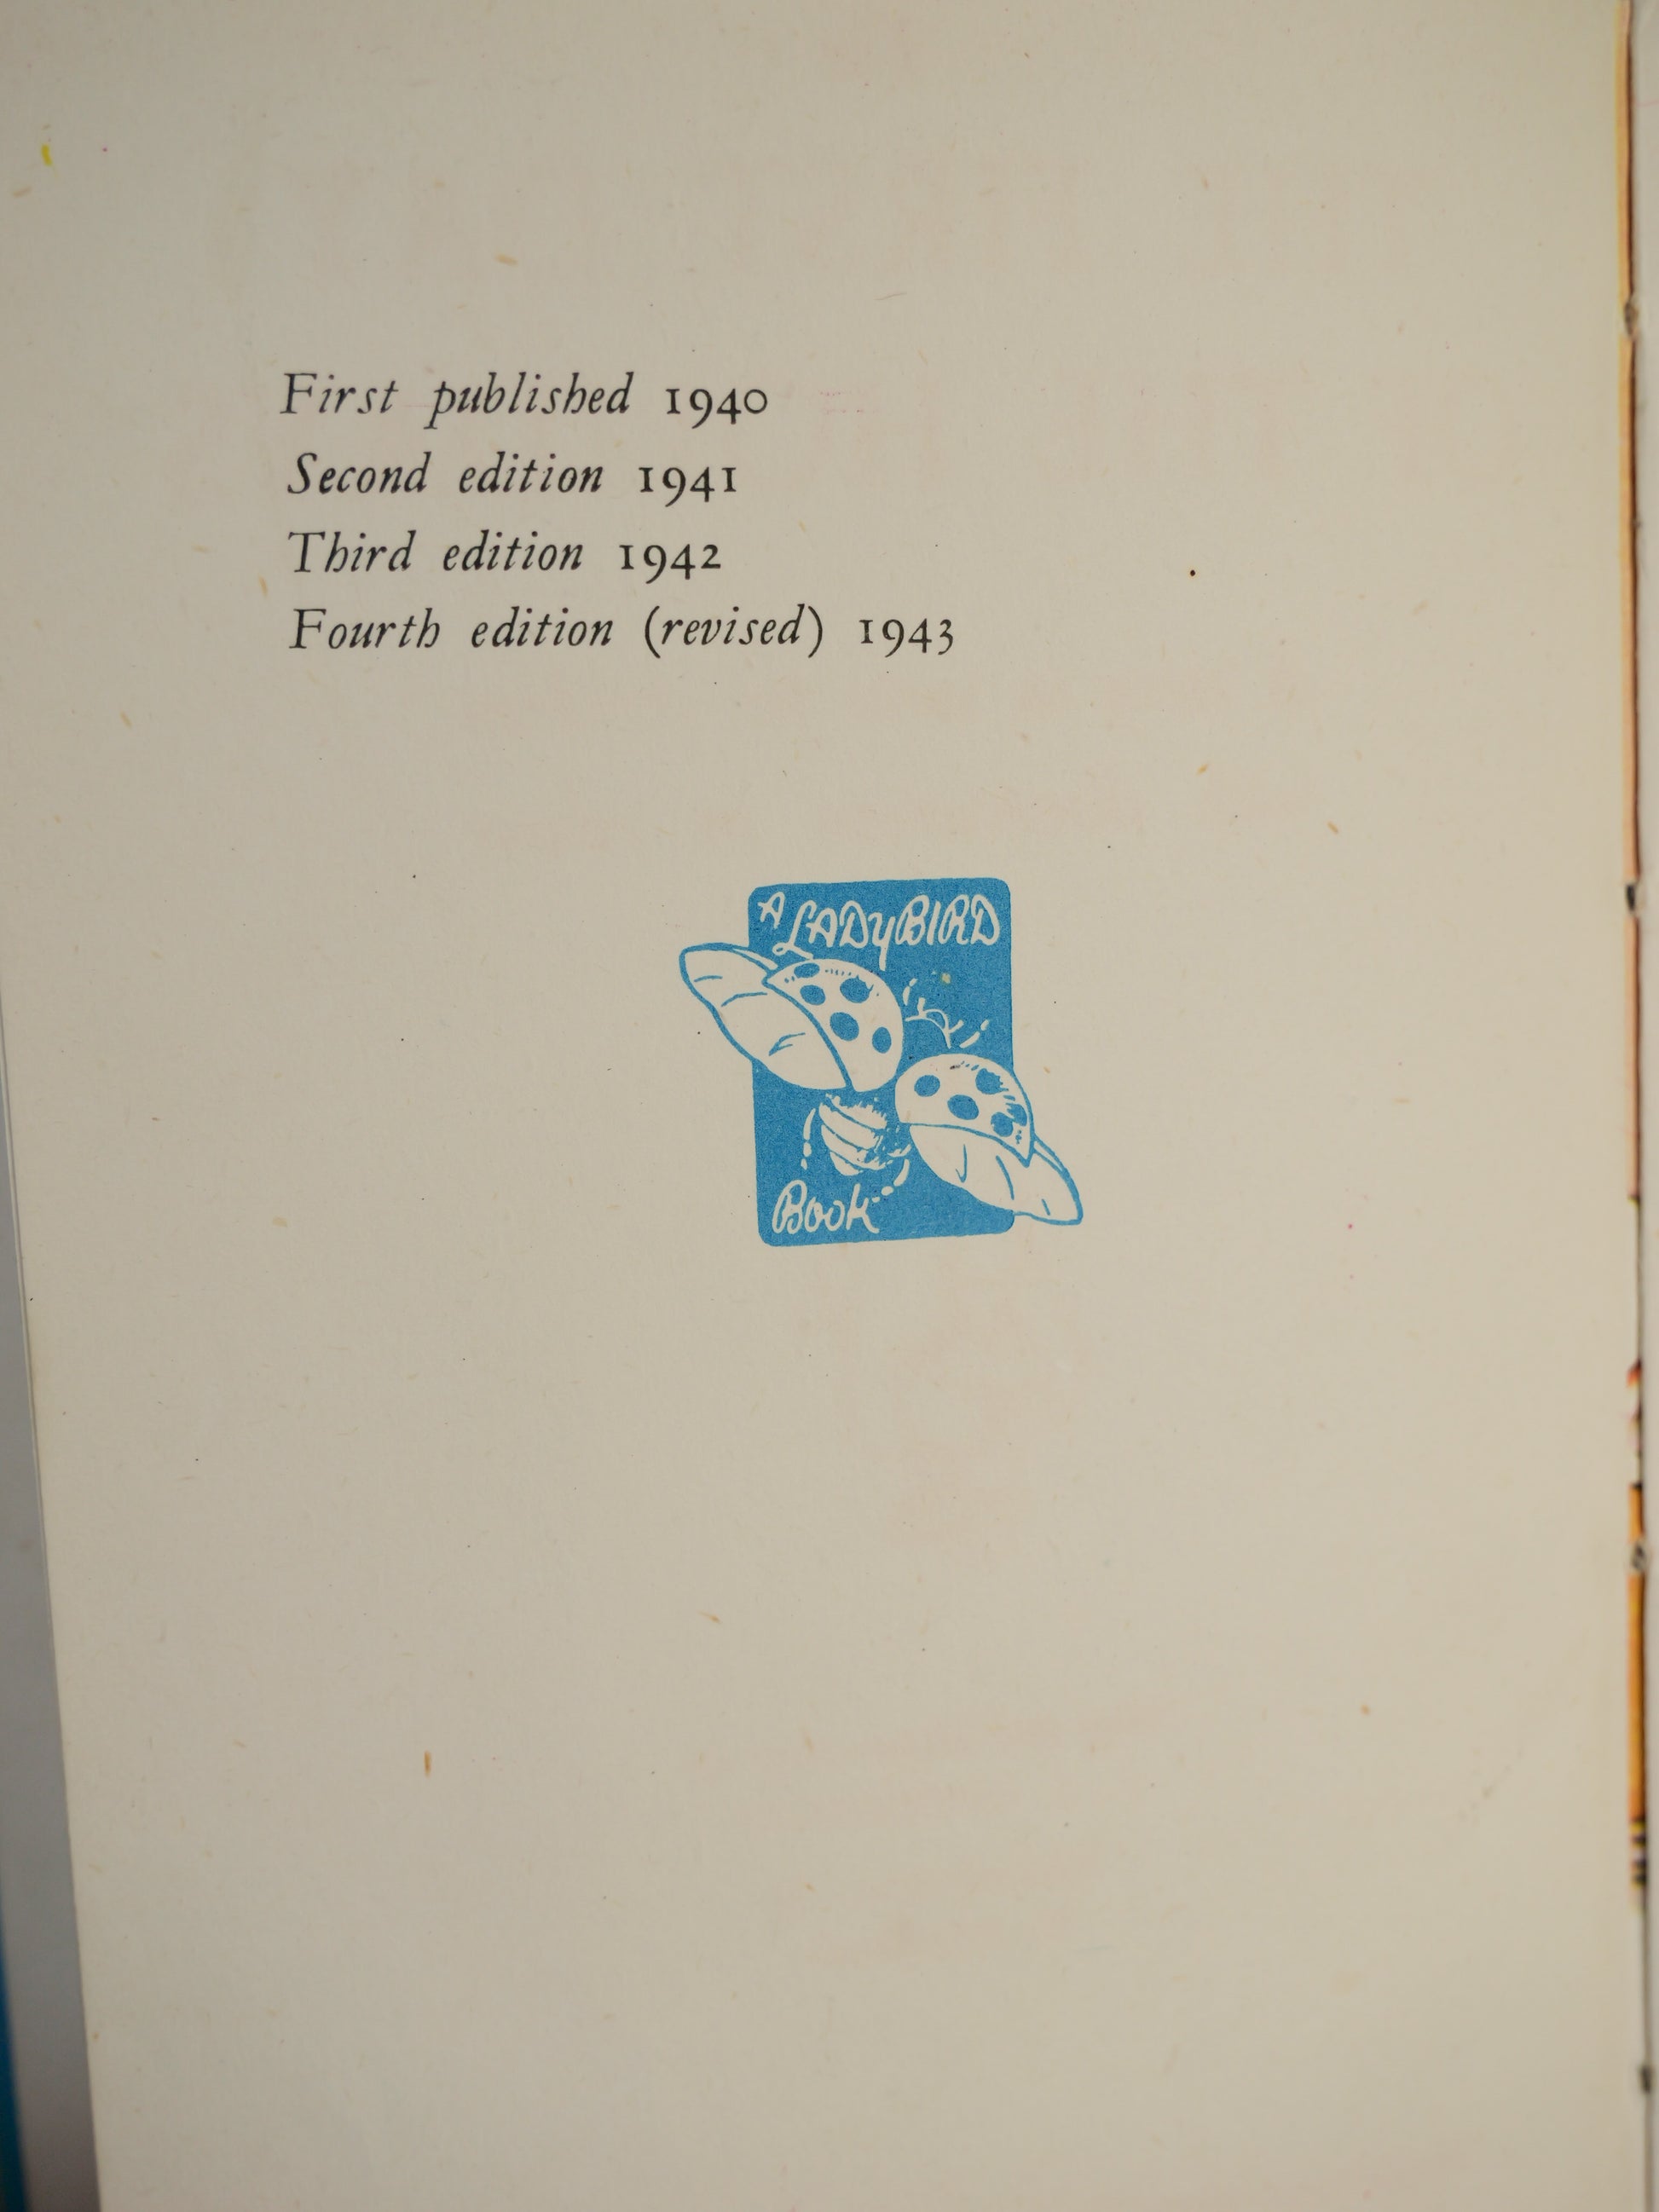 First published 1940
Second edition 1941
Third edition 1942
Fourth edition (revised) 1943
A LADyBIRD
Book